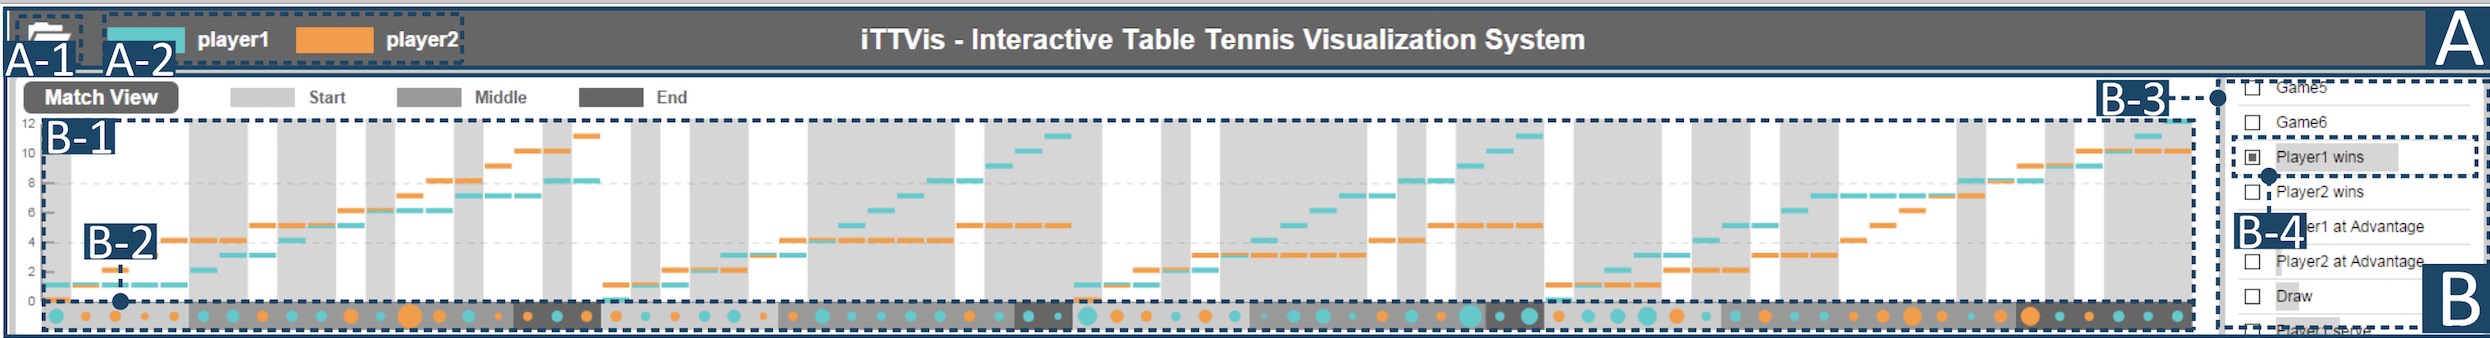 player1 player2 iTTVis - Interactive Table Tennis Visualization System A
A-1 A-2
Match View Start Middle End B-3 Game5
12 B-1 Game6
10 Player1 wins
8 Player2 wins
6 B-2 B-4 er1 at Advantage
4 Player2 at Advantage
2 Draw B
0 Player1 serve